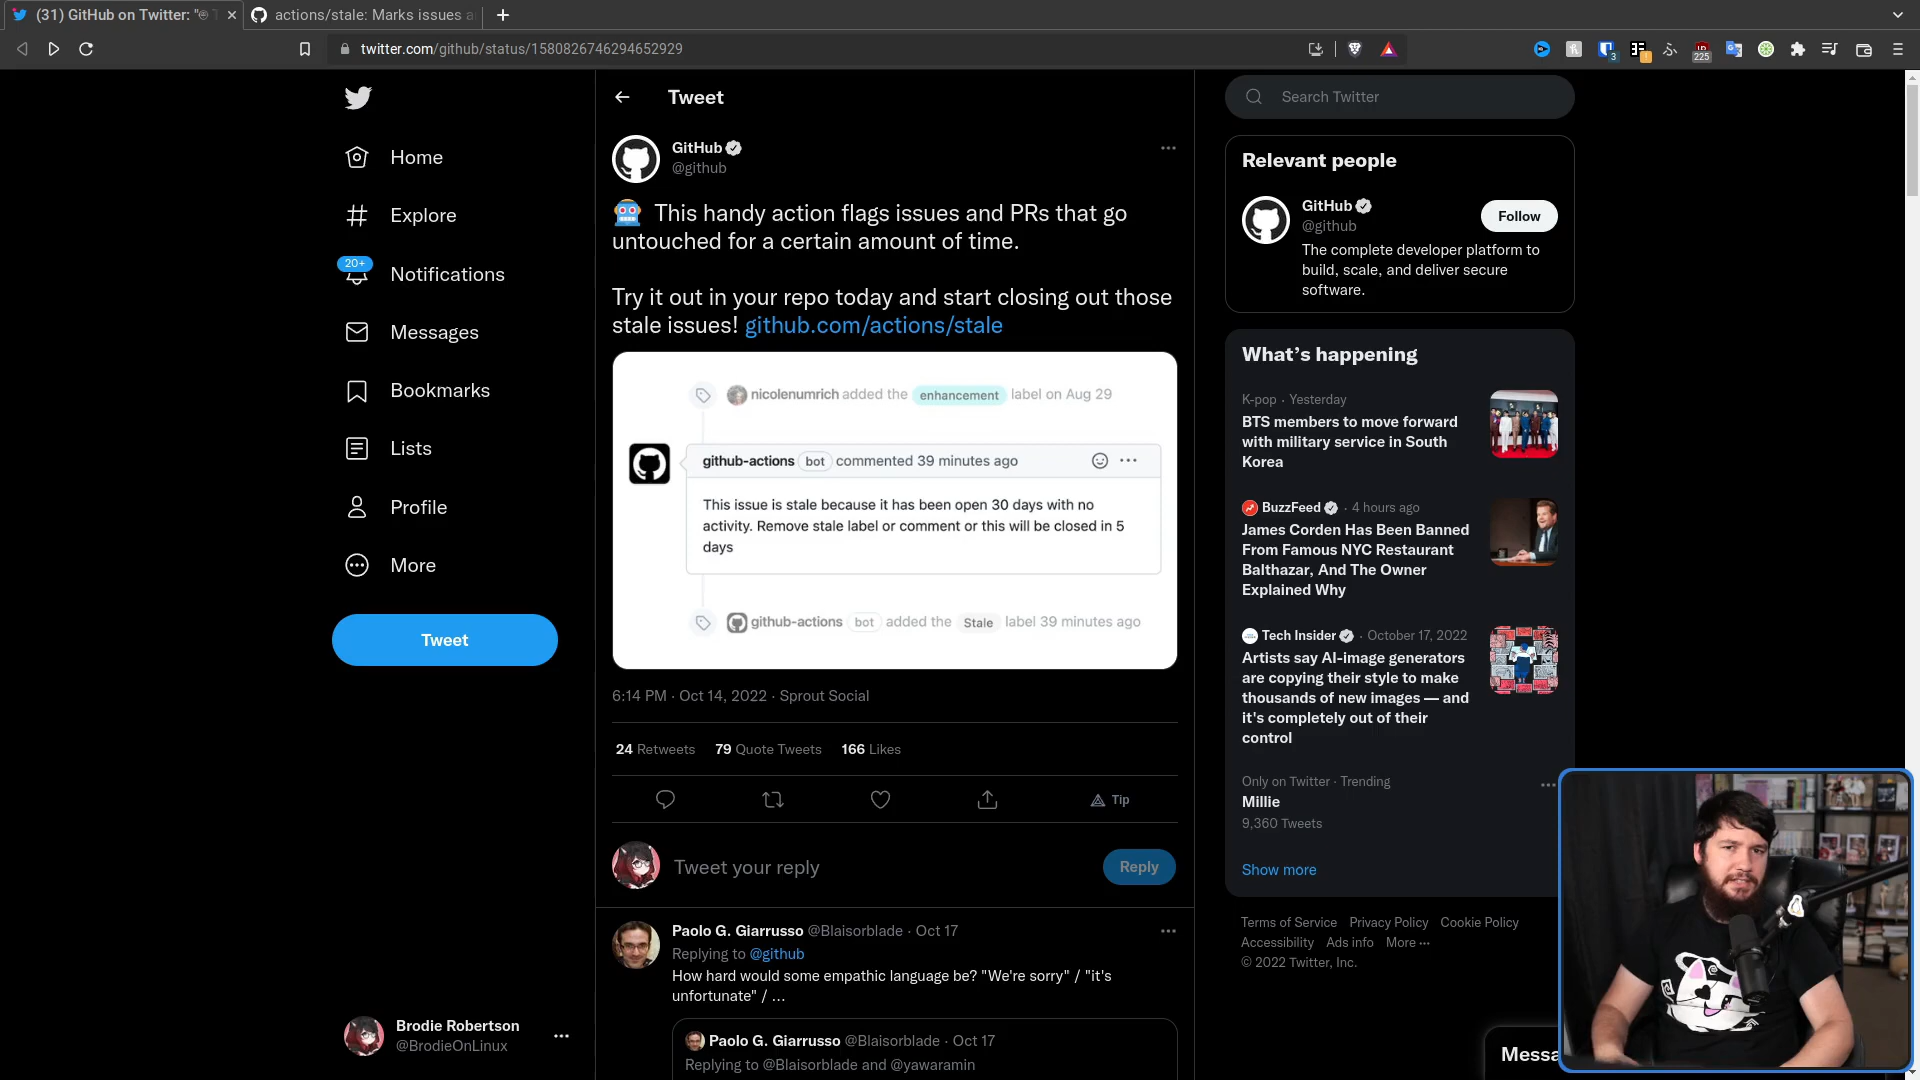 (31) GitHub on Twitter: "
actions/stale: Marks issues a
twitter.com/github/status/1580826746294652929
3
225
Tweet
Search Twitter
Home
Explore
20+
Notifications
Messages
Bookmarks
Lists
Profile
More
Tweet
Brodie Robertson
@BrodieOnLinux
GitHub
@github
This handy action flags issues and PRs that go
untouched for a certain amount of time.
Try it out in your repo today and start closing out those
stale issues! github.com/actions/stale
nicolenumrich added the enhancement label on Aug 29
github-actions bot commented 39 minutes ago
This issue is stale because it has been open 30 days with no
activity. Remove stale label or comment or this will be closed in 5
days
github-actions bot added the Stale label 39 minutes ago
6:14 PM · Oct 14, 2022 · Sprout Social
24 Retweets 79 Quote Tweets 166 Likes
Tip
Tweet your reply
Reply
Paolo G. Giarrusso @Blaisorblade · Oct 17
Replying to @github
How hard would some empathic language be? "We're sorry" / "it's
unfortunate" / ...
Paolo G. Giarrusso @Blaisorblade · Oct 17
Replying to @Blaisorblade and @yawaramin
Relevant people
GitHub
@github
Follow
The complete developer platform to
build, scale, and deliver secure
software.
What's happening
K-pop · Yesterday
BTS members to move forward
with military service in South
Korea
BuzzFeed · 4 hours ago
James Corden Has Been Banned
From Famous NYC Restaurant
Balthazar, And The Owner
Explained Why
Tech Insider · October 17, 2022
Artists say AI-image generators
are copying their style to make
thousands of new images — and
it's completely out of their
control
Only on Twitter · Trending
Millie
9,360 Tweets
Show more
Terms of Service Privacy Policy Cookie Policy
Accessibility Ads info More ···
© 2022 Twitter, Inc.
Messa